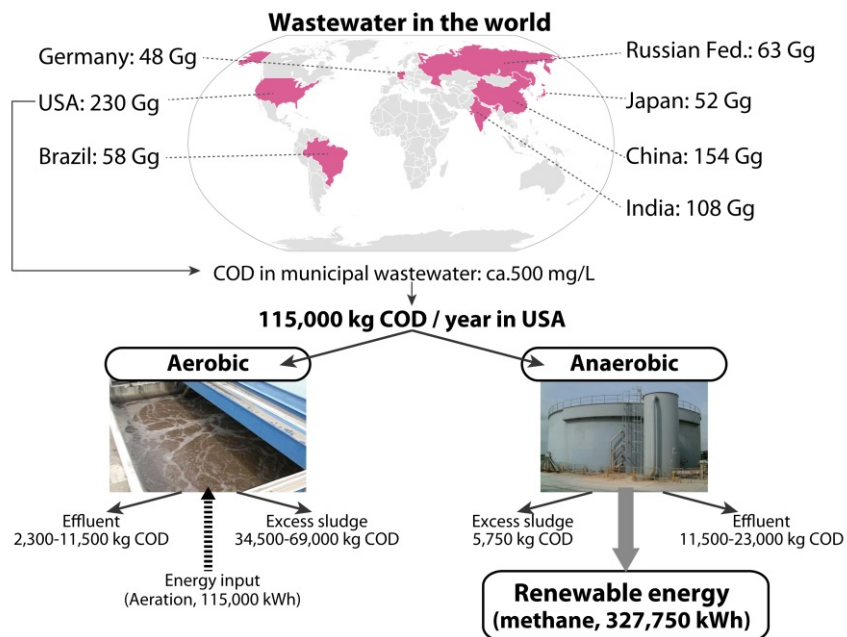 Wastewater in the world
Germany: 48 Gg
USA: 230 Gg
Brazil: 58 Gg
Russian Fed.: 63 Gg
Japan: 52 Gg
China: 154 Gg
India: 108 Gg
COD in municipal wastewater: ca.500 mg/L
115,000 kg COD / year in USA
Aerobic
Effluent
2,300-11,500 kg COD
Excess sludge
34,500-69,000 kg COD
Energy input
(Aeration, 115,000 kWh)
Anaerobic
Excess sludge
5,750 kg COD
Effluent
11,500-23,000 kg COD
Renewable energy
(methane, 327,750 kWh)